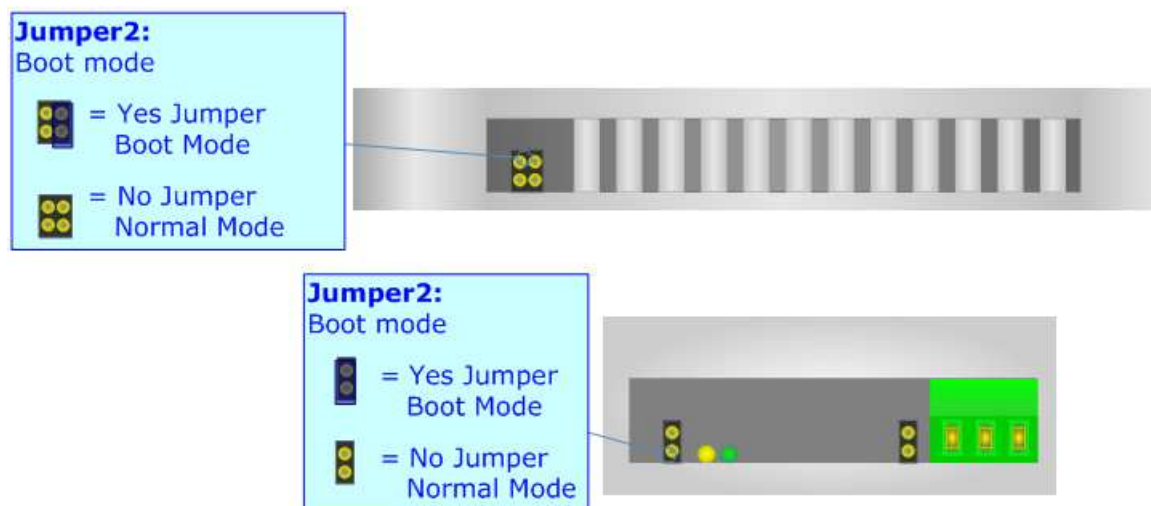 Jumper2:
Boot mode
= Yes Jumper
Boot Mode
= No Jumper
Normal Mode
Jumper2:
Boot mode
= Yes Jumper
Boot Mode
= No Jumper
Normal Mode